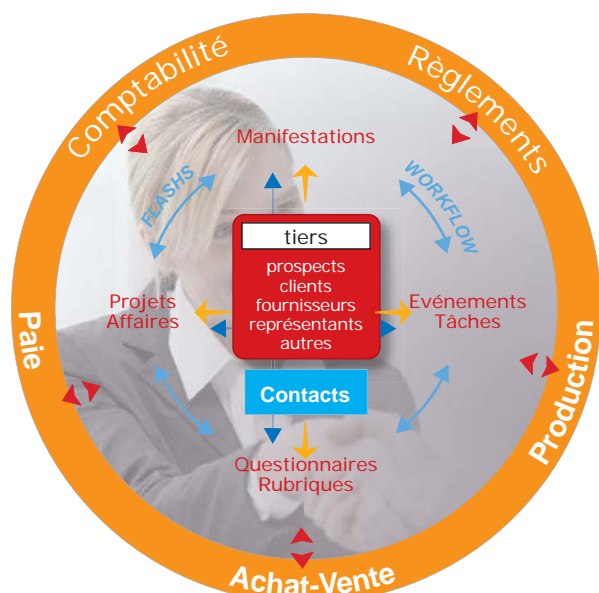 Comptabilité
Règlements
Manifestations
FLASHS
WORKFLOW
tiers
prospects
clients
fournisseurs
représentants
autres
Projets
Affaires
Evénements
Tâches
Paie
Contacts
Production
Questionnaires
Rubriques
Achat-Vente